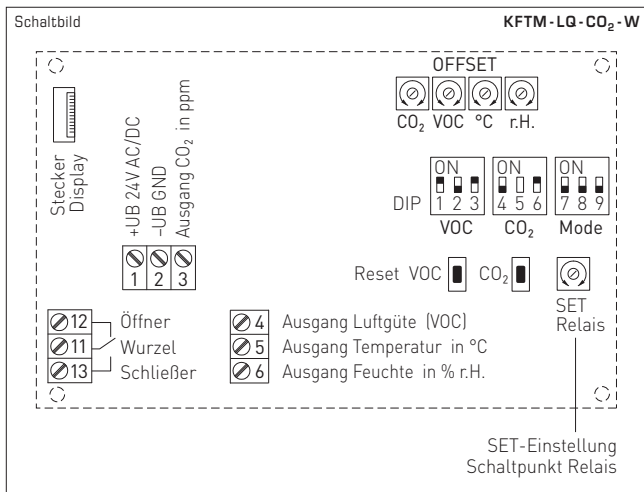 Schaltbild
KFTM-LQ-CO₂-W
OFFSET
CO₂ VOC °C r.H.
Stecker
Display
+UB 24V AC/DC
–UB GND
Ausgang CO₂ in ppm
1 2 3
ON ON ON
DIP 1 2 3 4 5 6 7 8 9
VOC CO₂ Mode
Reset VOC CO₂
SET
Relais
12 Öffner
11 Wurzel
13 Schließer
4 Ausgang Luftgüte (VOC)
5 Ausgang Temperatur in °C
6 Ausgang Feuchte in % r.H.
SET-Einstellung
Schaltpunkt Relais